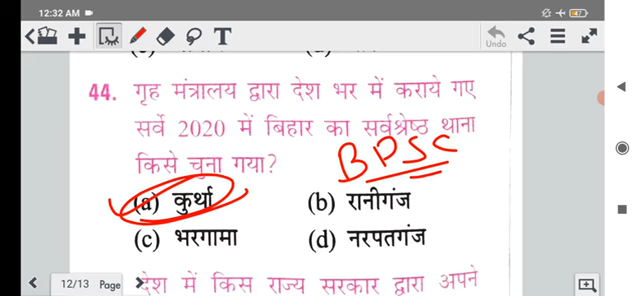 12:32 AM
47
T
Undo
44. गृह मंत्रालय द्वारा देश भर में कराये गए
सर्वे 2020 में बिहार का सर्वश्रेष्ठ थाना
किसे चुना गया?
BPSC
(a) कुर्था (b) रानीगंज
(c) भरगामा (d) नरपतगंज
12/13
देश में किस राज्य सरकार द्वारा अपने